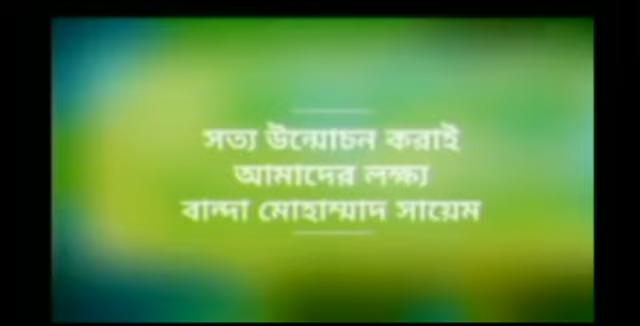 সত্য উন্মোচন করাই
আমাদের লক্ষ্য
বান্দা মোহাম্মাদ সায়েম